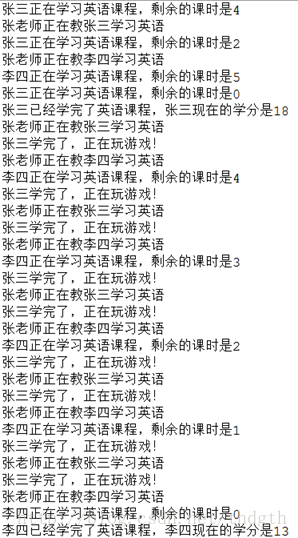 张三正在学习英语课程，剩余的课时是4
张老师正在教张三学习英语
张三正在学习英语课程，剩余的课时是2
张老师正在教李四学习英语
李四正在学习英语课程，剩余的课时是5
张三正在学习英语课程，剩余的课时是0
张三已经学完了英语课程，张三现在的学分是18
张老师正在教张三学习英语
张三学完了，正在玩游戏！
张老师正在教李四学习英语
李四正在学习英语课程，剩余的课时是4
张三学完了，正在玩游戏！
张老师正在教张三学习英语
张三学完了，正在玩游戏！
张老师正在教李四学习英语
李四正在学习英语课程，剩余的课时是3
张三学完了，正在玩游戏！
张老师正在教张三学习英语
张三学完了，正在玩游戏！
张老师正在教李四学习英语
李四正在学习英语课程，剩余的课时是2
张三学完了，正在玩游戏！
张老师正在教张三学习英语
张三学完了，正在玩游戏！
张老师正在教李四学习英语
李四正在学习英语课程，剩余的课时是1
张三学完了，正在玩游戏！
张老师正在教张三学习英语
张三学完了，正在玩游戏！
张老师正在教李四学习英语
李四正在学习英语课程，剩余的课时是0
李四已经学完了英语课程，李四现在的学分是13